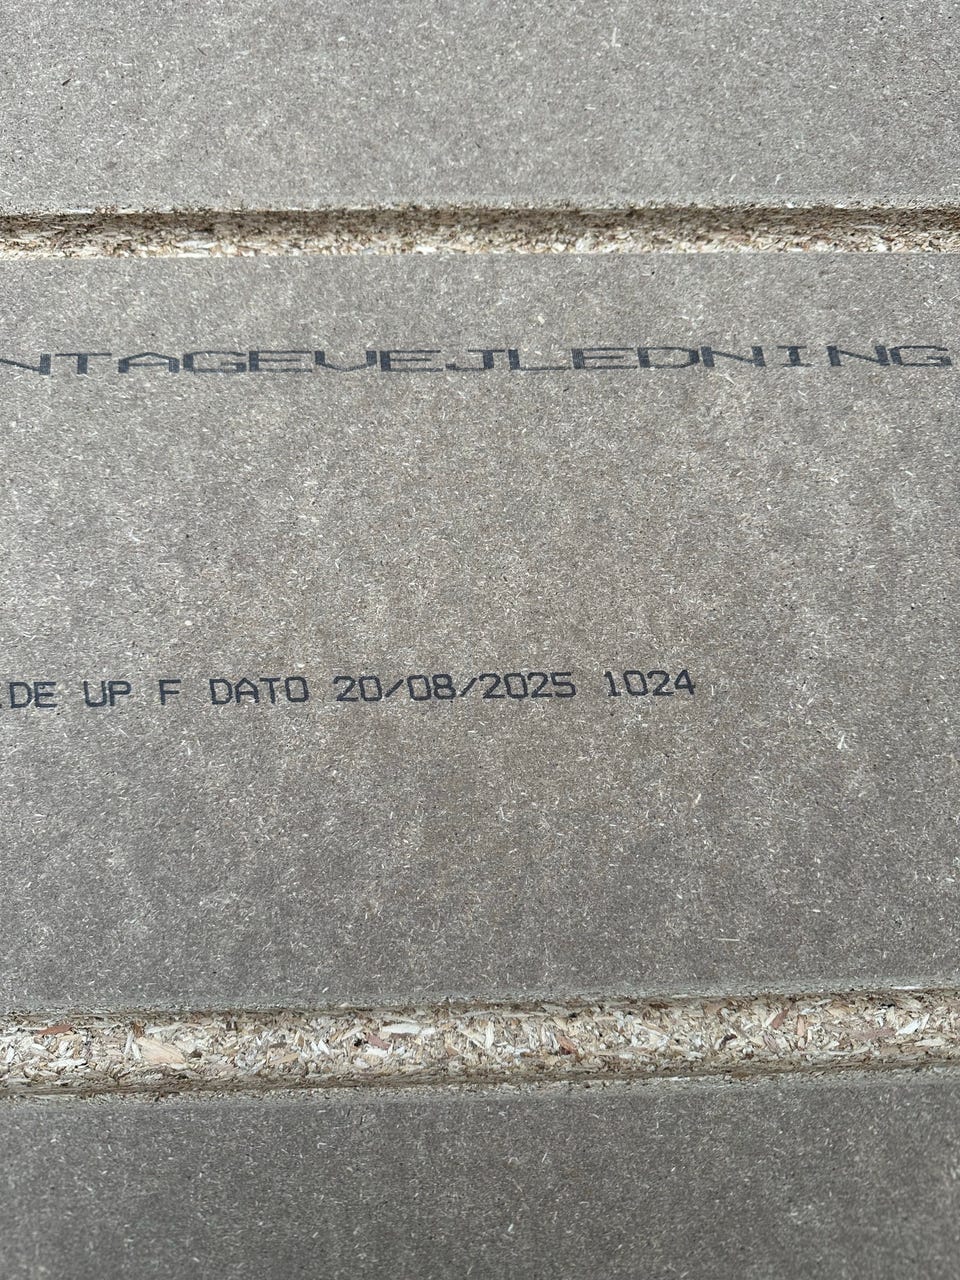 NTAGEVEJLEDNING
DE UP F DATO 20/08/2025 1024